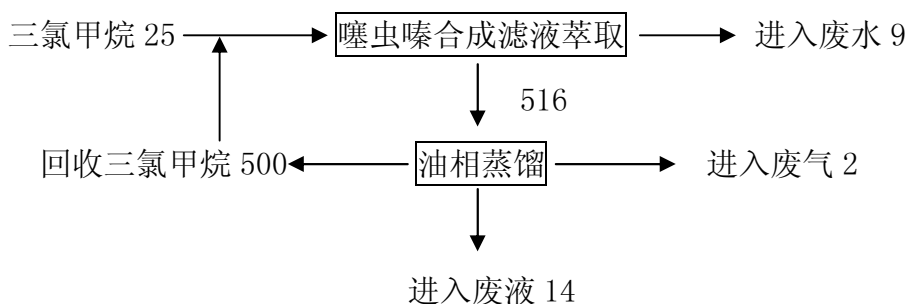 三氯甲烷 25 噻虫嗪合成滤液萃取 进入废水 9
516
回收三氯甲烷 500 油相蒸馏 进入废气 2
进入废液 14